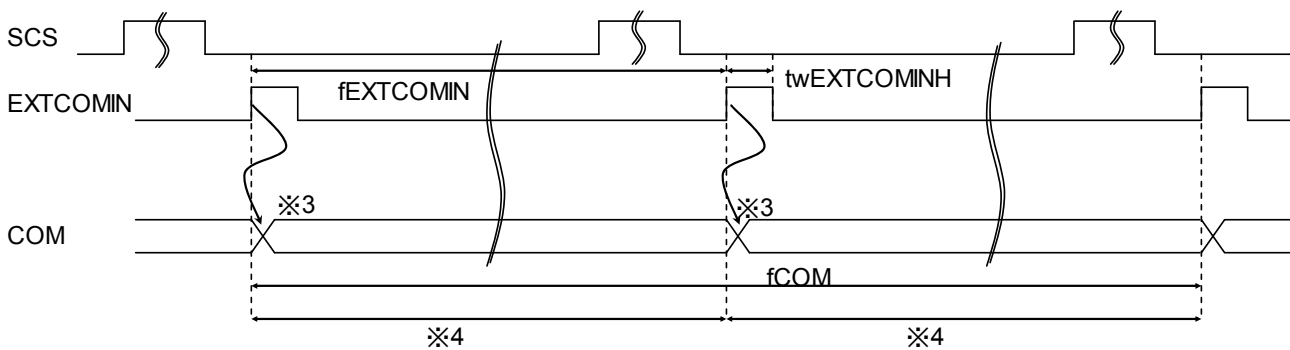 SCS
fEXTCOMIN
twEXTCOMINH
EXTCOMIN
※3
※3
COM
fCOM
※4
※4